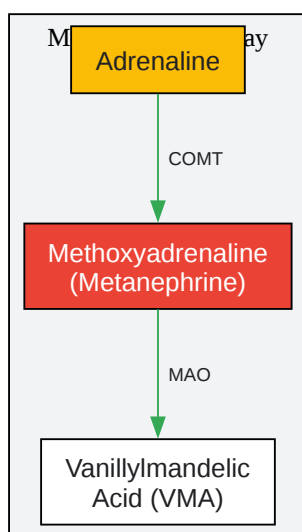 Adrenaline
COMT
Methoxyadrenaline
(Metanephrine)
MAO
Vanillylmandelic
Acid (VMA)